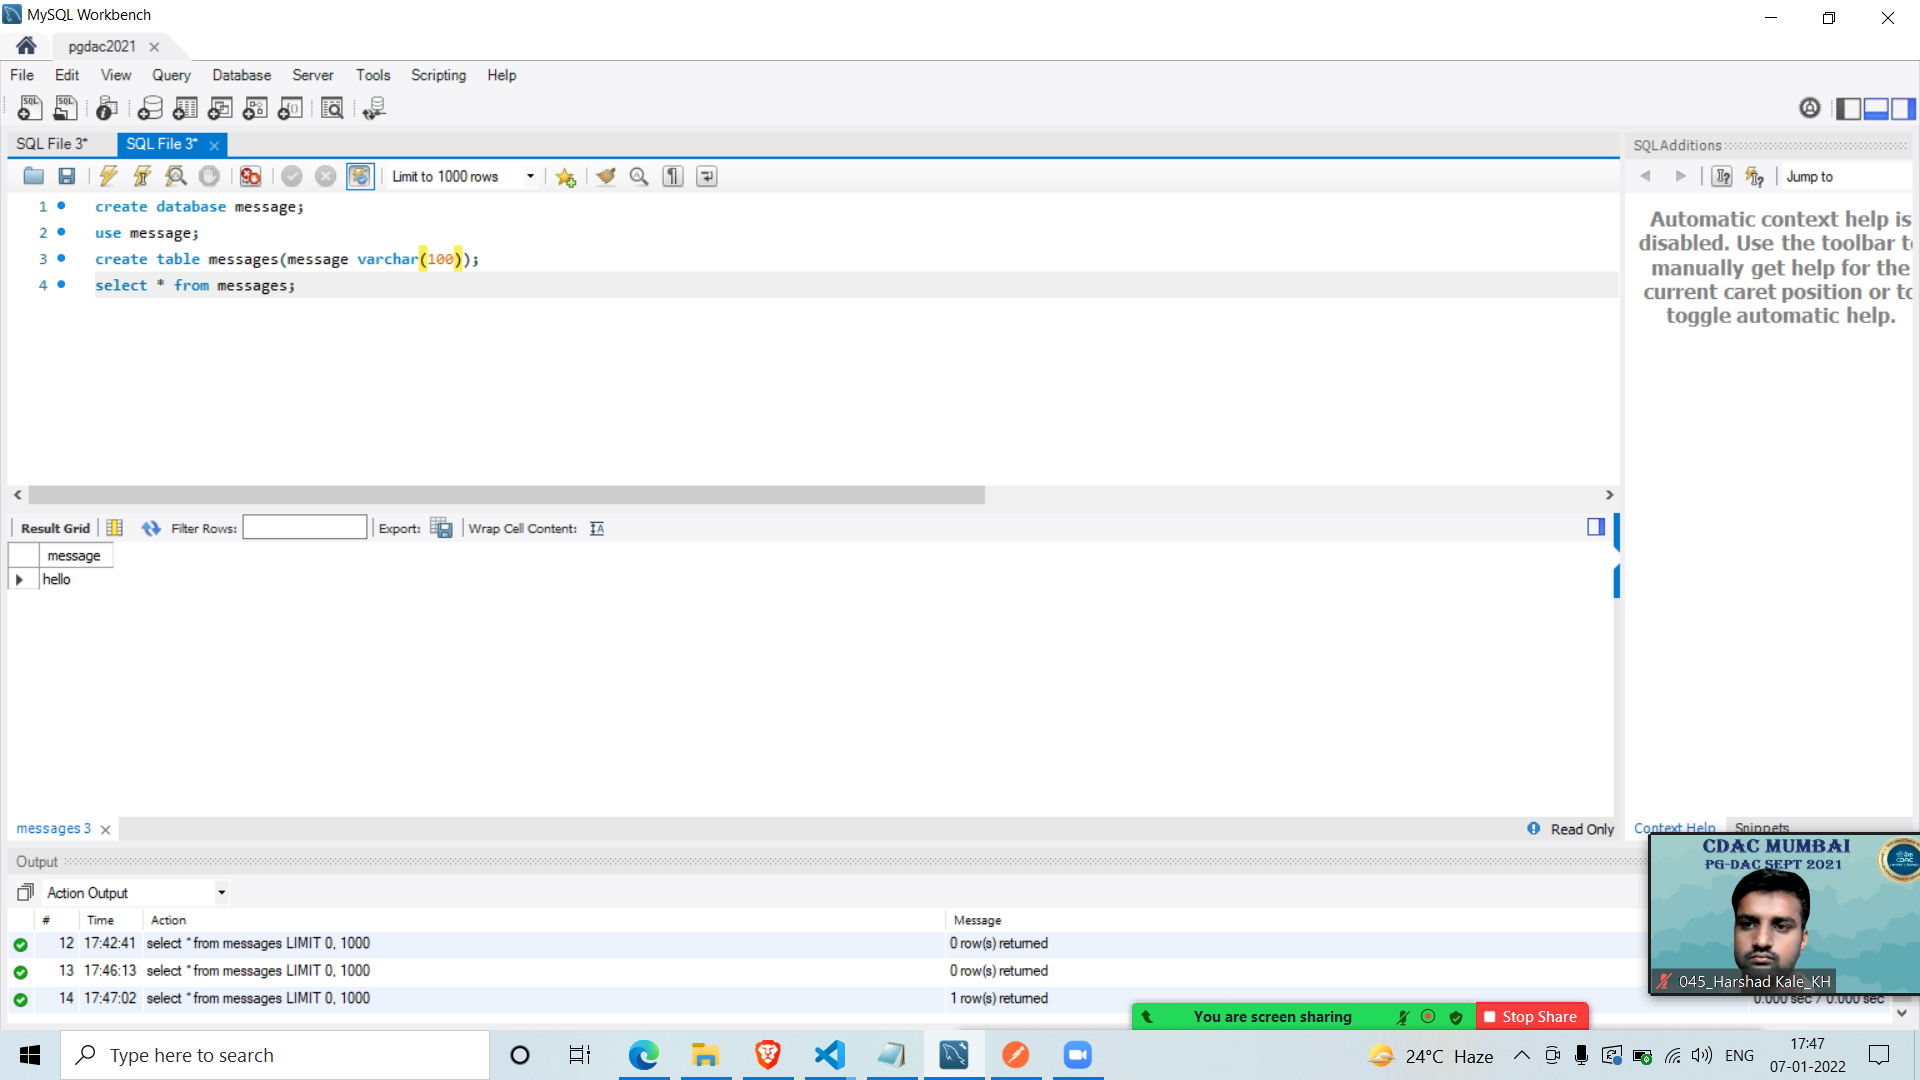 MySQL Workbench
pgdac2021
File Edit View Query Database Server Tools Scripting Help
SQL File 3* SQL File 3*
SQLAdditions
Limit to 1000 rows
Jump to
1 create database message;
2 use message;
3 create table messages(message varchar(100));
4 select * from messages;
Automatic context help is
disabled. Use the toolbar to
manually get help for the
current caret position or to
toggle automatic help.
Result Grid Filter Rows: Export: Wrap Cell Content:
message
hello
messages 3
Read Only
Context Help Snippets
Output
Action Output
# Time Action Message
12 17:42:41 select * from messages LIMIT 0, 1000 0 row(s) returned
13 17:46:13 select * from messages LIMIT 0, 1000 0 row(s) returned
14 17:47:02 select * from messages LIMIT 0, 1000 1 row(s) returned 0.000 sec / 0.000 sec
CDAC MUMBAI
PG-DAC SEPT 2021
045_Harshad Kale_KH
You are screen sharing Stop Share
Type here to search
24°C Haze
ENG
17:47
07-01-2022